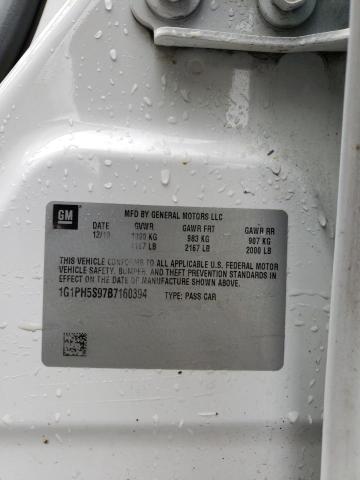 GM
MFD BY GENERAL MOTORS LLC
DATE GVWR GAWR FRT GAWR RR
12/10 KG 983 KG 907 KG
LB 2167 LB 2000 LB
THIS VEHICLE CONFORMS TO ALL APPLICABLE U.S. FEDERAL MOTOR
VEHICLE SAFETY, BUMPER, AND THEFT PREVENTION STANDARDS IN
EFFECT ON THE DATE OF MANUFACTURE SHOWN ABOVE.
1G1PH5S97B7160394 TYPE: PASS CAR